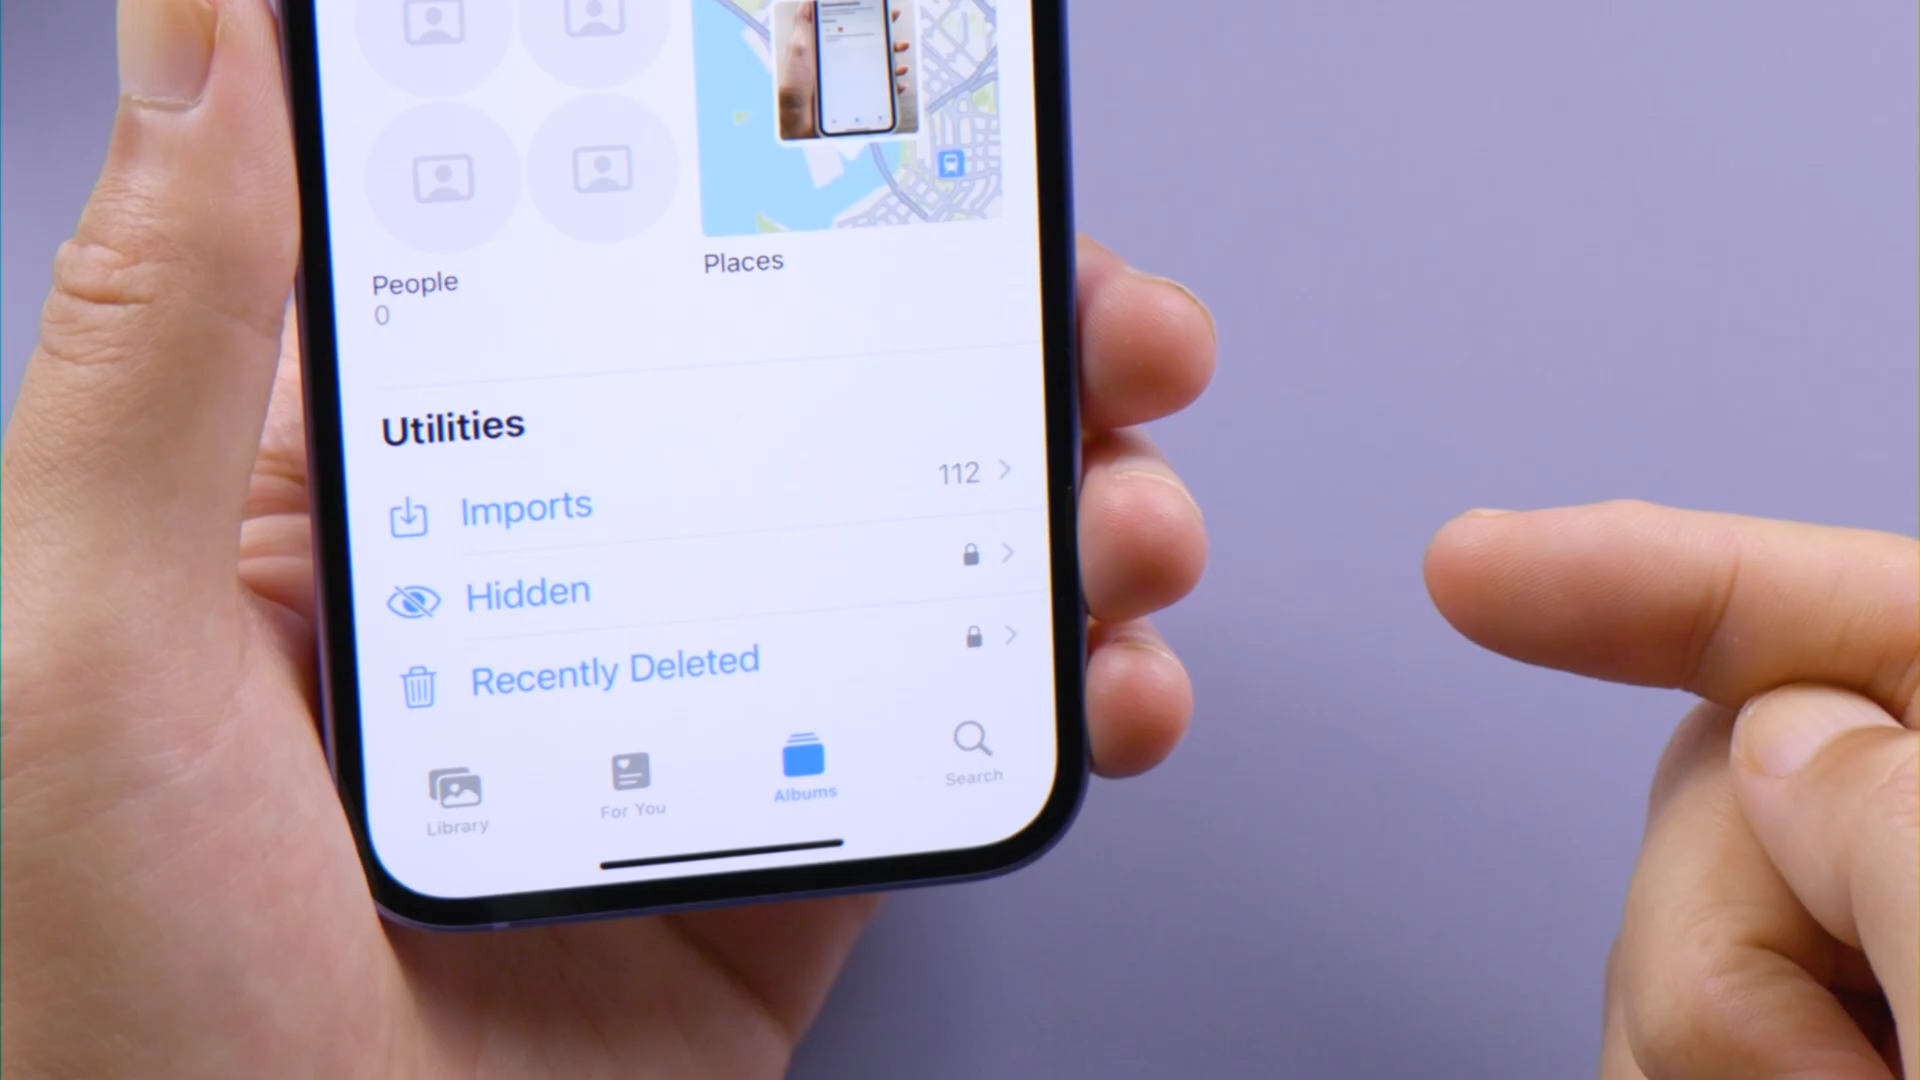 People
0
Places
Utilities
Imports 112
Hidden
Recently Deleted
Library
For You
Albums
Search